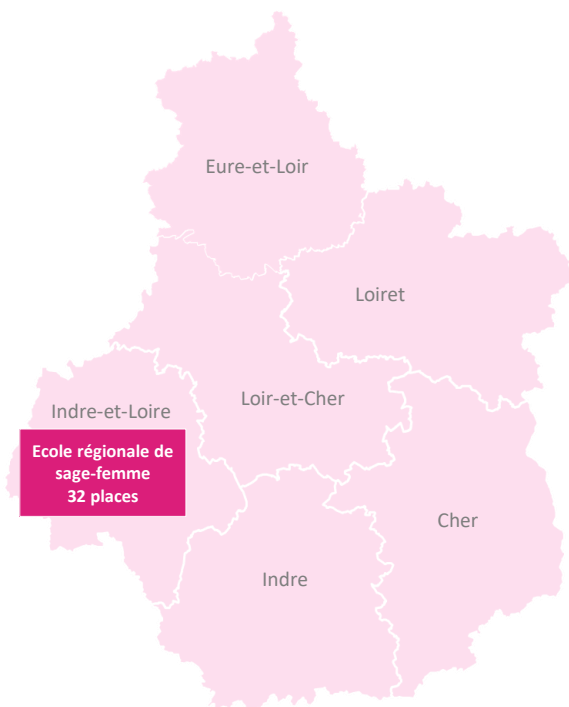 Eure-et-Loir
Loiret
Loir-et-Cher
Indre-et-Loire
Ecole régionale de
sage-femme
32 places
Cher
Indre